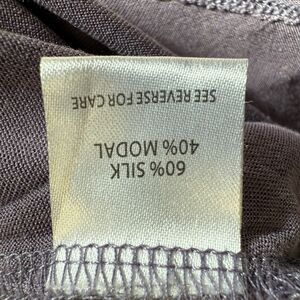 60% SILK
40% MODAL
SEE REVERSE FOR CARE